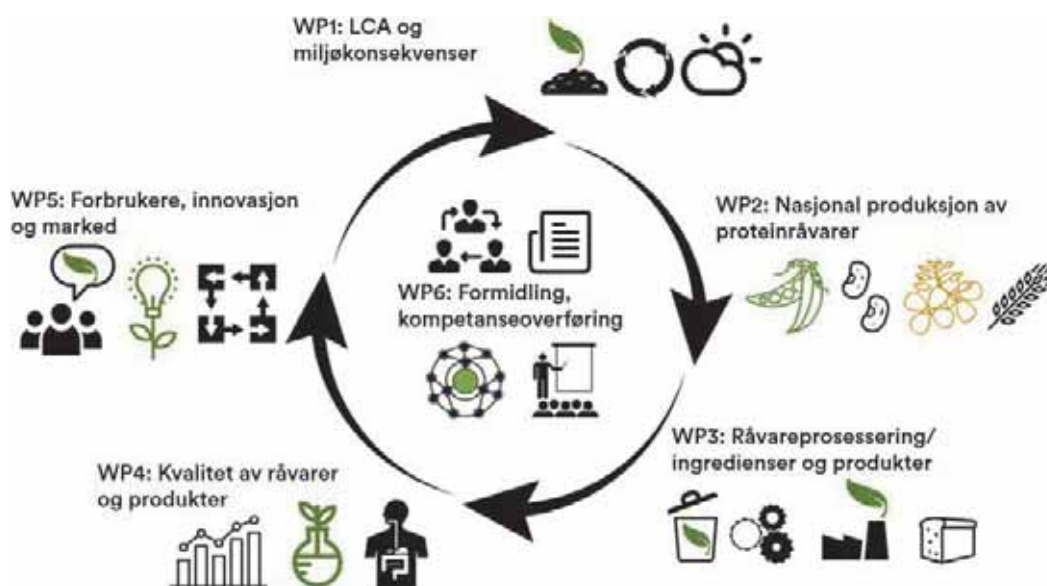 WP1: LCA og
miljøkonsekvenser
WP2: Nasjonal produksjon av
proteinråvarer
WP3: Råvareprosessering/
ingredienser og produkter
WP4: Kvalitet av råvarer
og produkter
WP5: Forbrukere, innovasjon
og marked
WP6: Formidling,
kompetanseoverføring